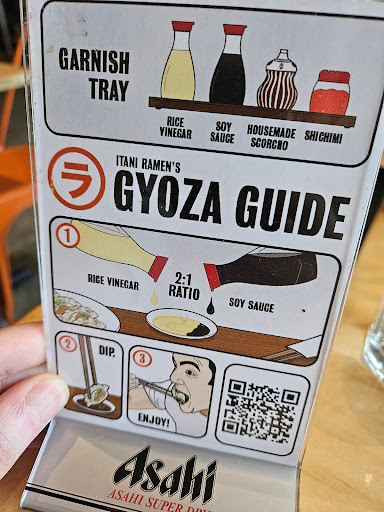 GARNISH
TRAY
RICE
VINEGAR
SOY
SAUCE
HOUSEMADE
SCORCHO
SHICHIMI
ラ
ITANI RAMEN'S
GYOZA GUIDE
1
RICE VINEGAR
2:1
RATIO
SOY SAUCE
2
DIP.
3
ENJOY!
Asahi
ASAHI SUPER DRY